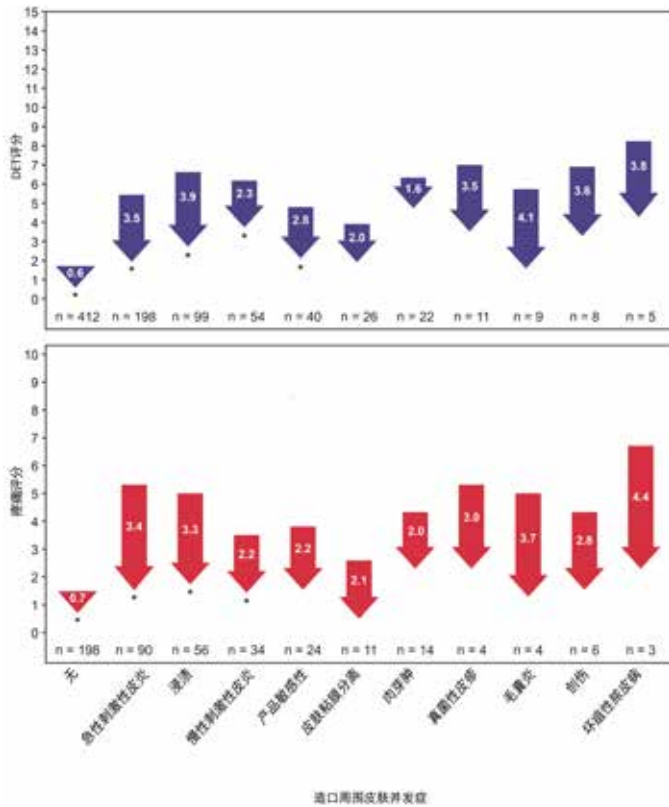 15
14
13
12
11
10
9
8
7
6
5
4
3
2
1
0
DET评分
0.6 3.5 3.9 2.3 2.8 2.0 1.6 3.5 4.1 3.6 3.8
n = 412 n = 198 n = 99 n = 54 n = 40 n = 26 n = 22 n = 11 n = 9 n = 8 n = 5
10
9
8
7
6
5
4
3
2
1
0
疼痛评分
0.7 3.4 3.3 2.2 2.2 2.1 2.0 3.0 3.7 2.8 4.4
n = 198 n = 90 n = 56 n = 34 n = 24 n = 11 n = 14 n = 4 n = 4 n = 6 n = 3
无
急性刺激性皮炎
浸渍
慢性刺激性皮炎
产品敏感性
皮肤粘膜分离
肉芽肿
真菌性皮疹
毛囊炎
创伤
坏疽性脓皮病
造口周围皮肤并发症